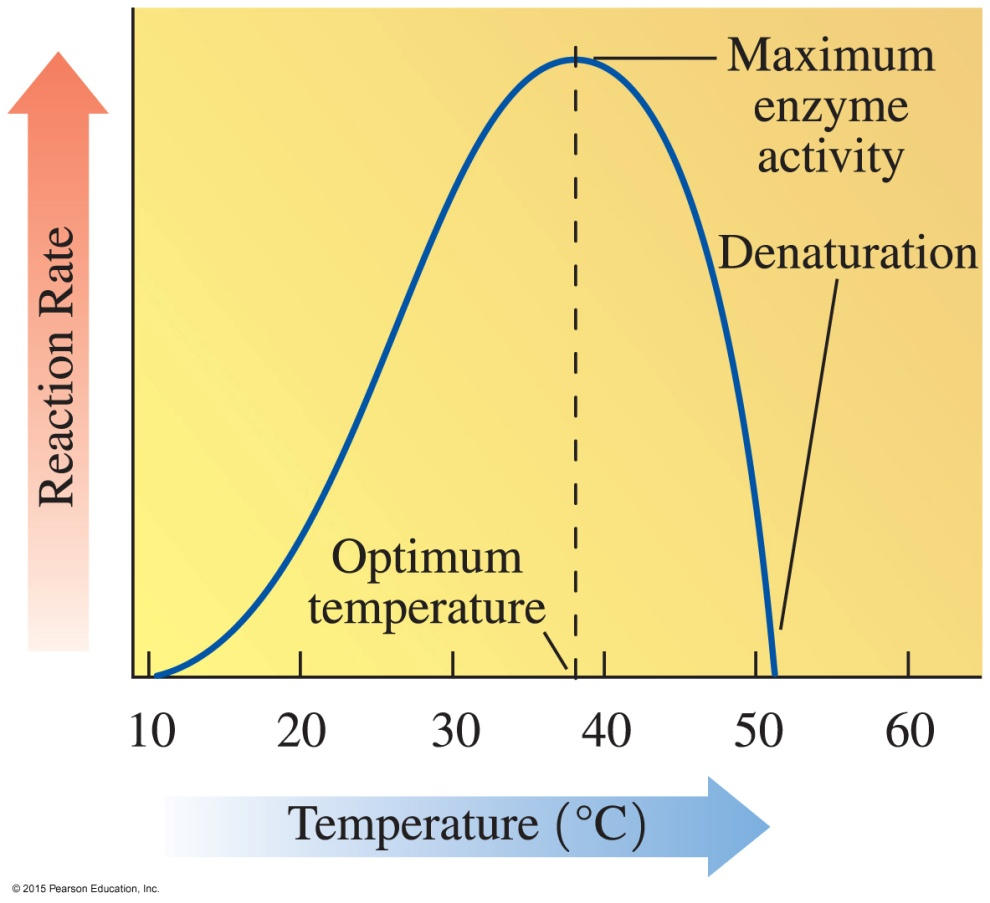 Maximum
enzyme
activity
Denaturation
Reaction Rate
Optimum
temperature
10 20 30 40 50 60
Temperature (°C)
© 2015 Pearson Education, Inc.